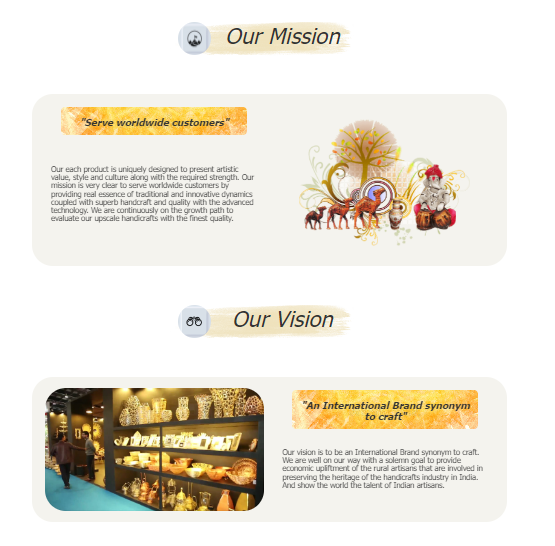 Our Mission
"Serve worldwide customers"
Our each product is uniquely designed to present artistic
value, style and culture along with the required strength. Our
mission is very clear to serve worldwide customers by
providing real essence of traditional and innovative dynamics
coupled with superb handcraft and quality with the advanced
technology. We are continuously on the growth path to
evaluate our upscale handicrafts with the finest quality.
Our Vision
"An International Brand synonym
to craft"
Our vision is to be an International Brand synonym to craft.
We are well on our way with a solemn goal to provide
economic upliftment of the rural artisans that are involved in
preserving the heritage of the handicrafts industry in India.
And show the world the talent of Indian artisans.